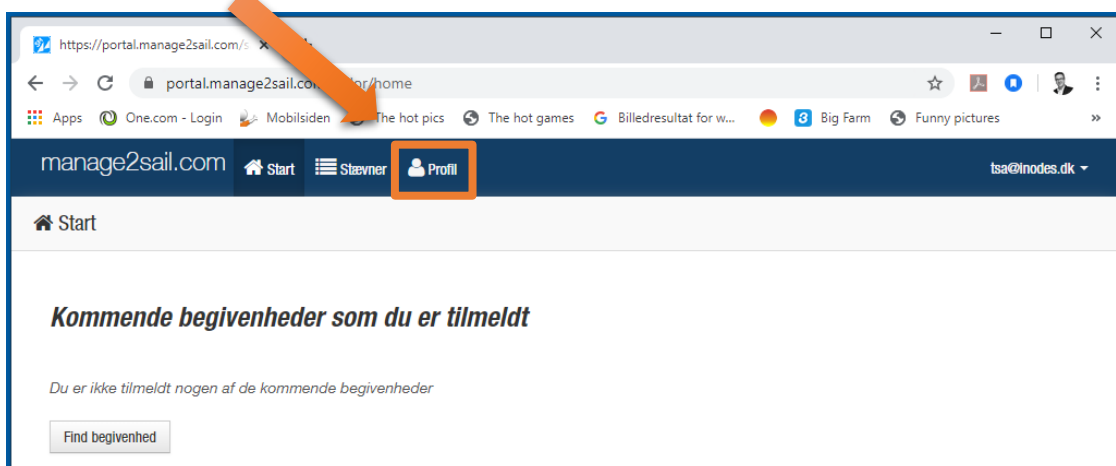 https://portal.manage2sail.com/s
portal.manage2sail.co or/home
Apps One.com - Login Mobilsiden The hot pics The hot games G Billedresultat for w... 3 Big Farm Funny pictures »
manage2sail.com Start Stævner Profil tsa@inodes.dk
Start
Kommende begivenheder som du er tilmeldt
Du er ikke tilmeldt nogen af de kommende begivenheder
Find begivenhed